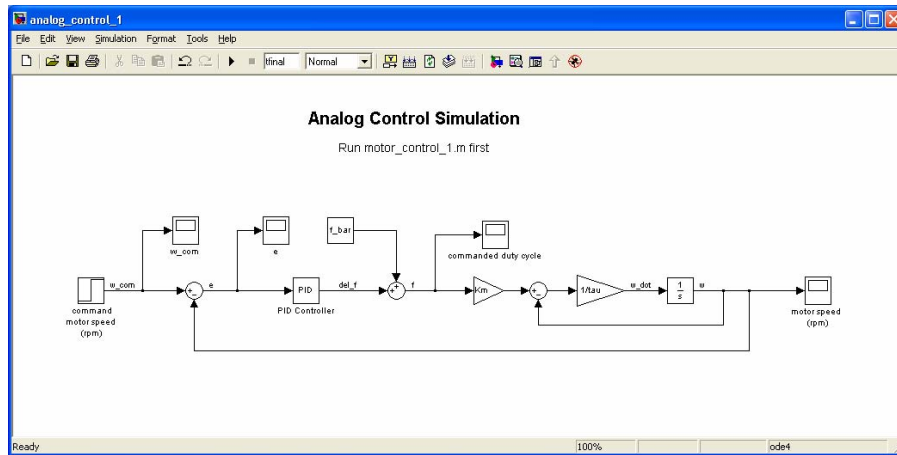 analog_control_1
File Edit View Simulation Format Tools Help
tfinal Normal
Analog Control Simulation
Run motor_control_1.m first
w_com
e
f_bar
commanded duty cycle
w_com
e
PID
del_f
f
Km
1/tau
w_dot
1
s
w
command
motor speed
(rpm)
PID Controller
motor speed
(rpm)
Ready 100% ode4